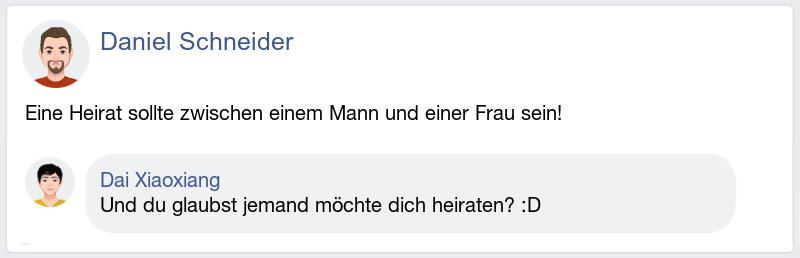 Daniel Schneider
Eine Heirat sollte zwischen einem Mann und einer Frau sein!
Dai Xiaoxiang
Und du glaubst jemand möchte dich heiraten? :D